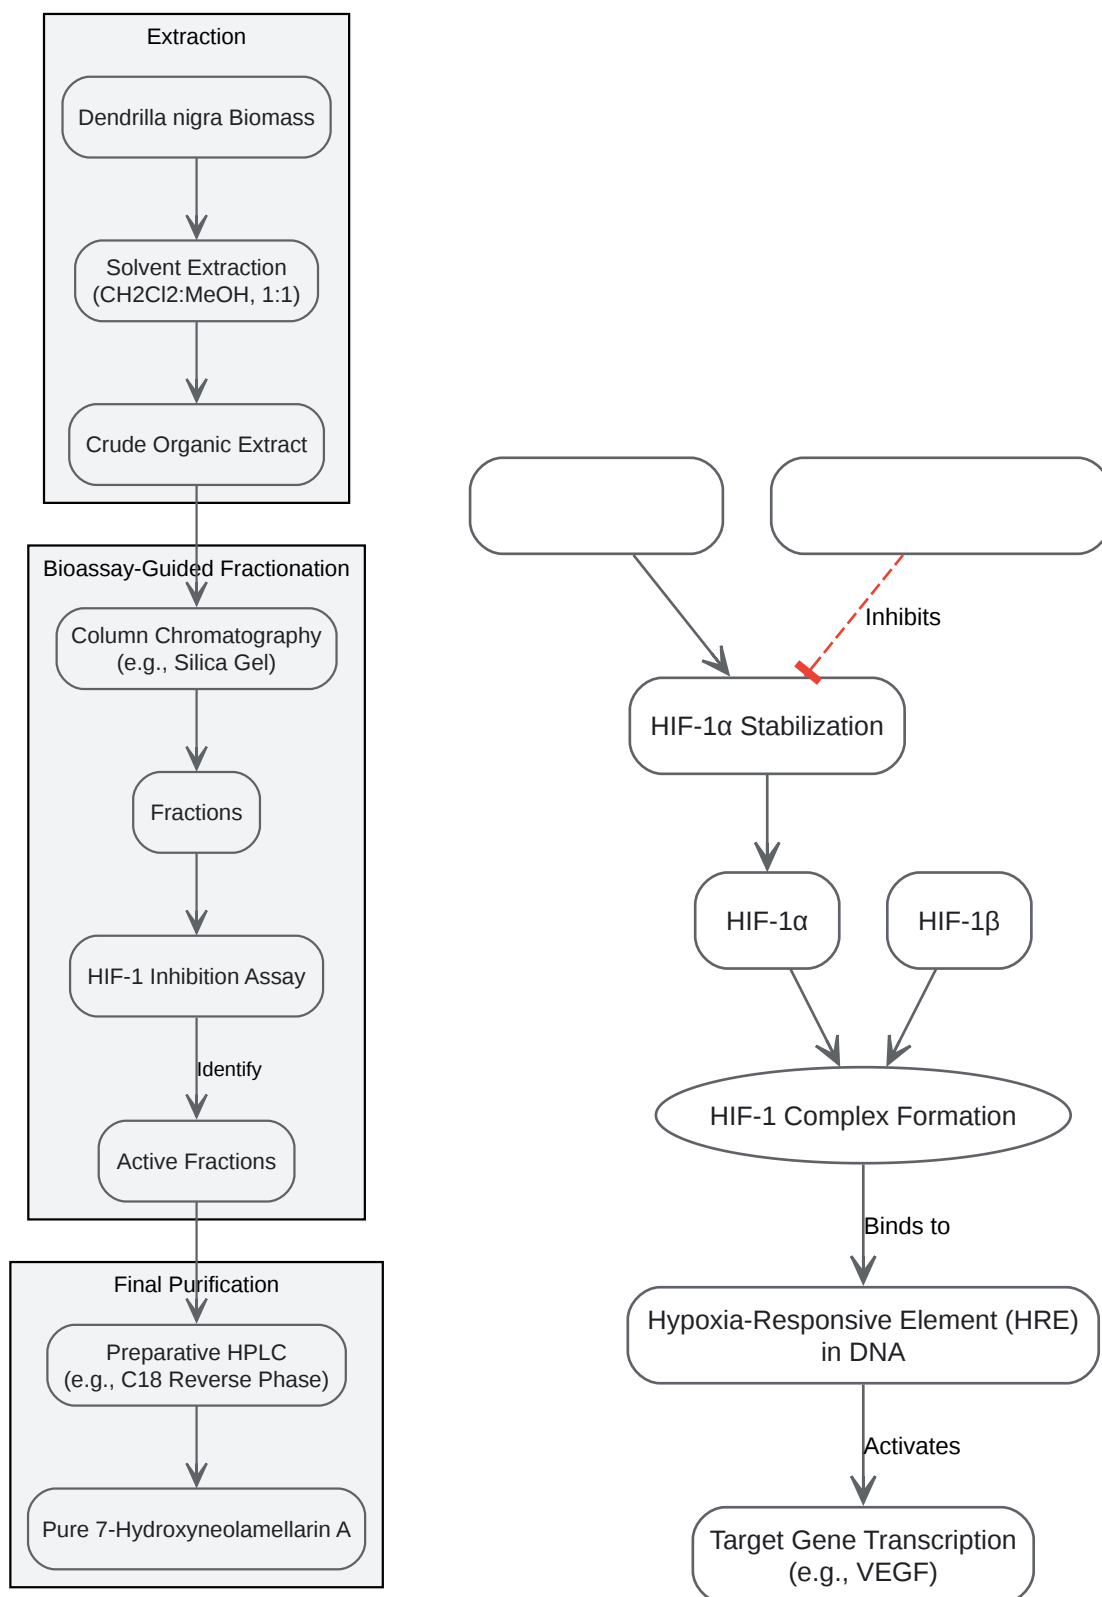 Extraction
Dendrilla nigra Biomass
Solvent Extraction
(CH2Cl2:MeOH, 1:1)
Crude Organic Extract
Bioassay-Guided Fractionation
Column Chromatography
(e.g., Silica Gel)
Fractions
HIF-1 Inhibition Assay
Identify
Active Fractions
Final Purification
Preparative HPLC
(e.g., C18 Reverse Phase)
Pure 7-Hydroxyneolamellarin A
Inhibits
HIF-1α Stabilization
HIF-1α
HIF-1β
HIF-1 Complex Formation
Binds to
Hypoxia-Responsive Element (HRE)
in DNA
Activates
Target Gene Transcription
(e.g., VEGF)